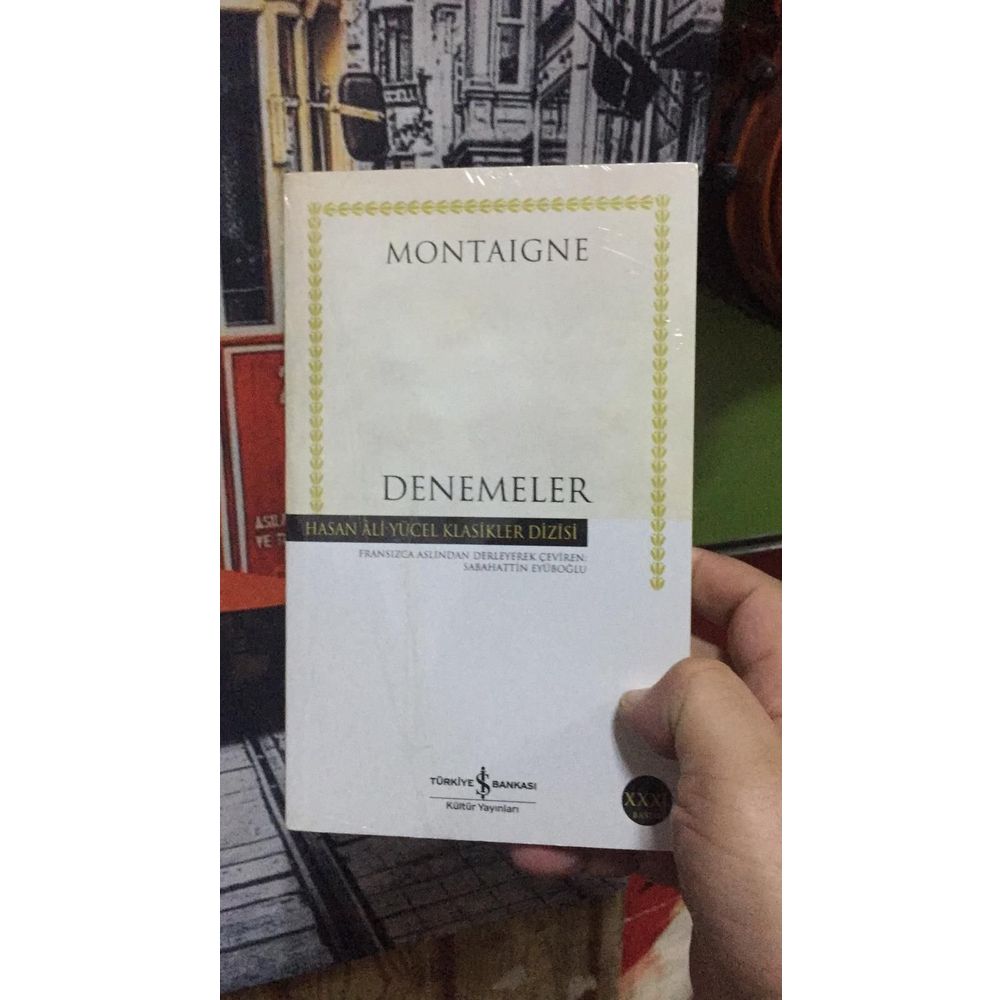 MONTAIGNE
DENEMELER
HASAN ÂLİ YÜCEL KLASİKLER DİZİSİ
FRANSIZCA ASLINDAN DERLEYEREK ÇEVİREN:
SABAHATTİN EYÜBOĞLU
TÜRKİYE İŞ BANKASI
Kültür Yayınları
VE